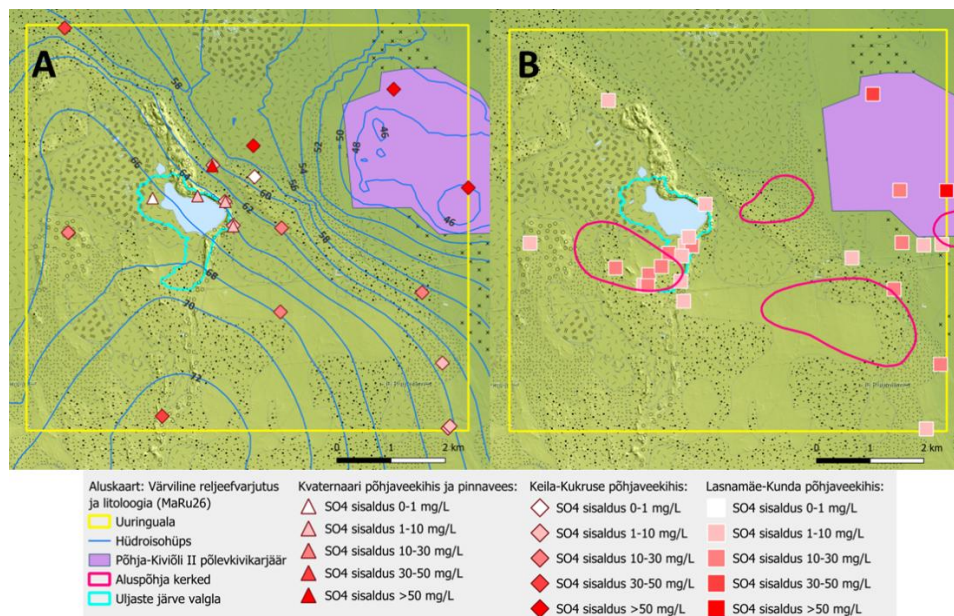 A
B
58
66
64
60
62
56
54
52
50
48
46
46
58
68
70
72
0
1
2 km
0
1
2 km
Aluskaart: Värviline reljeefvarjutus
ja litoloogia (MaRu26)
Uuringuala
Hüdroisohüps
Põhja-Kiviõli II põlevkivikarjäär
Aluspõhja kerked
Uljaste järve valgla
Kvaternaari põhjaveekihis ja pinnavees:
SO4 sisaldus 0-1 mg/L
SO4 sisaldus 1-10 mg/L
SO4 sisaldus 10-30 mg/L
SO4 sisaldus 30-50 mg/L
SO4 sisaldus >50 mg/L
Keila-Kukruse põhjaveekihis:
SO4 sisaldus 0-1 mg/L
SO4 sisaldus 1-10 mg/L
SO4 sisaldus 10-30 mg/L
SO4 sisaldus 30-50 mg/L
SO4 sisaldus >50 mg/L
Lasnamäe-Kunda põhjaveekihis:
SO4 sisaldus 0-1 mg/L
SO4 sisaldus 1-10 mg/L
SO4 sisaldus 10-30 mg/L
SO4 sisaldus 30-50 mg/L
SO4 sisaldus >50 mg/L